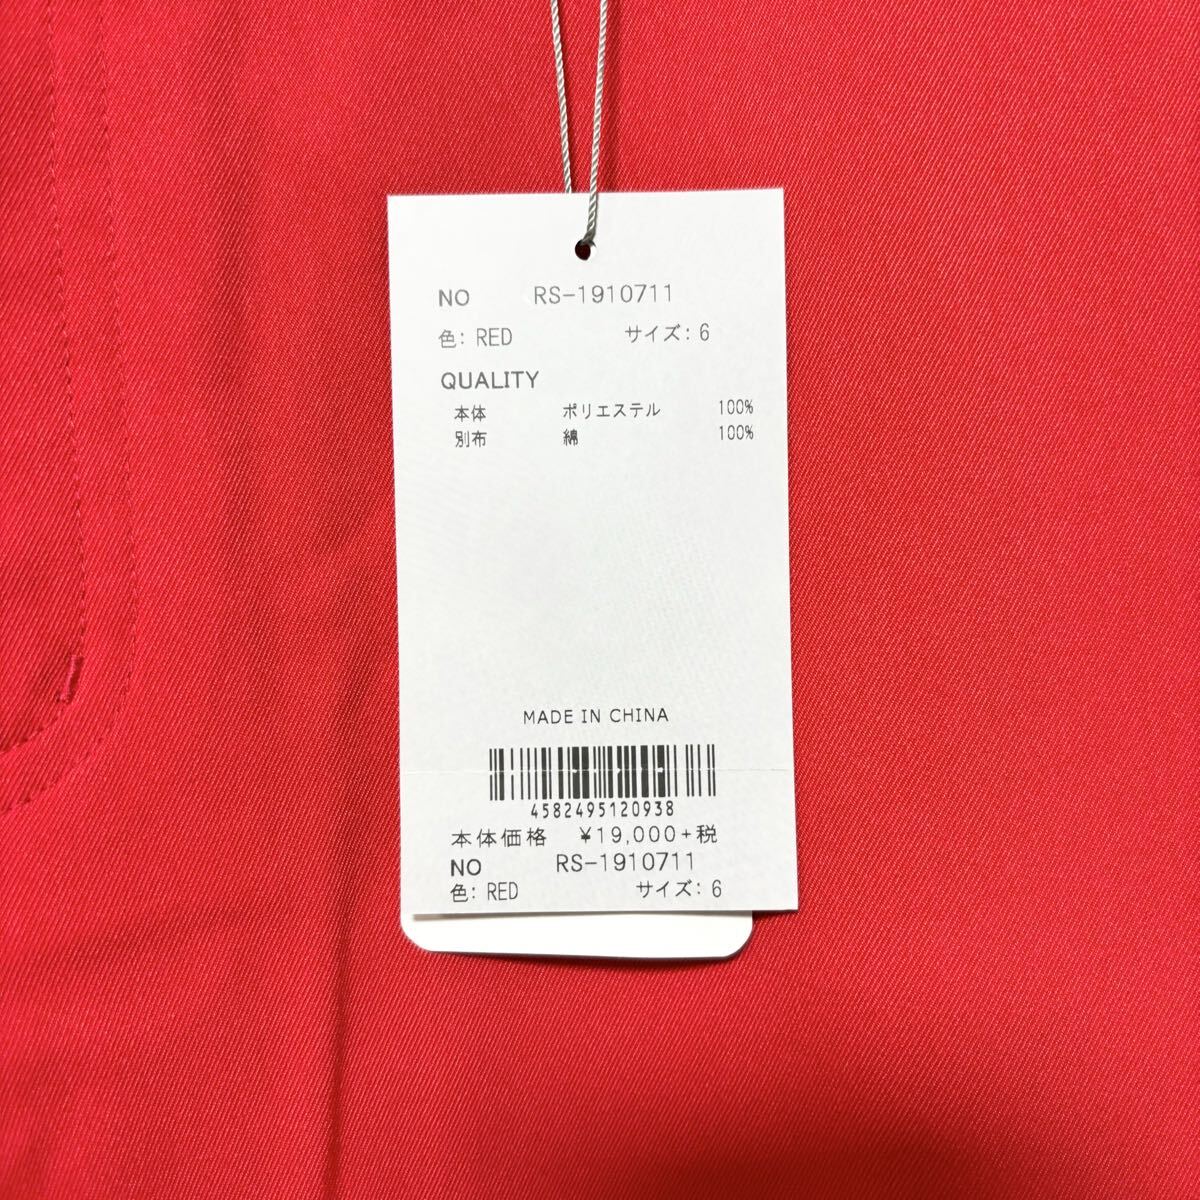 NO RS-1910711
色: RED サイズ: 6
QUALITY
本体 ポリエステル 100%
別布 綿 100%
MADE IN CHINA
4582495120938
本体価格 ¥19,000+税
NO RS-1910711
色: RED サイズ: 6